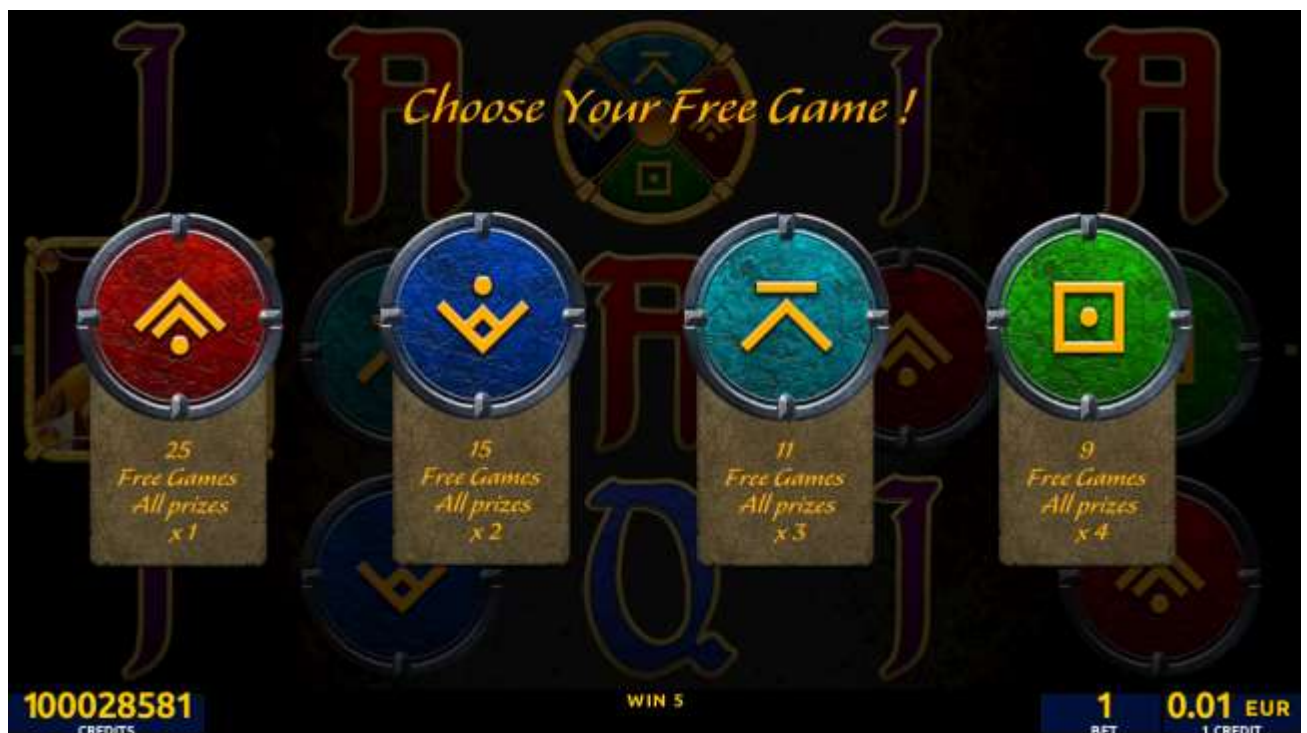 Choose Your Free Game !
25
Free Games
All prizes
x 1
15
Free Games
All prizes
x 2
11
Free Games
All prizes
x 3
9
Free Games
All prizes
x 4
J A J A
A
J Q J
100028581
CREDITS
WIN 5
1
BET
0.01 EUR
1 CREDIT